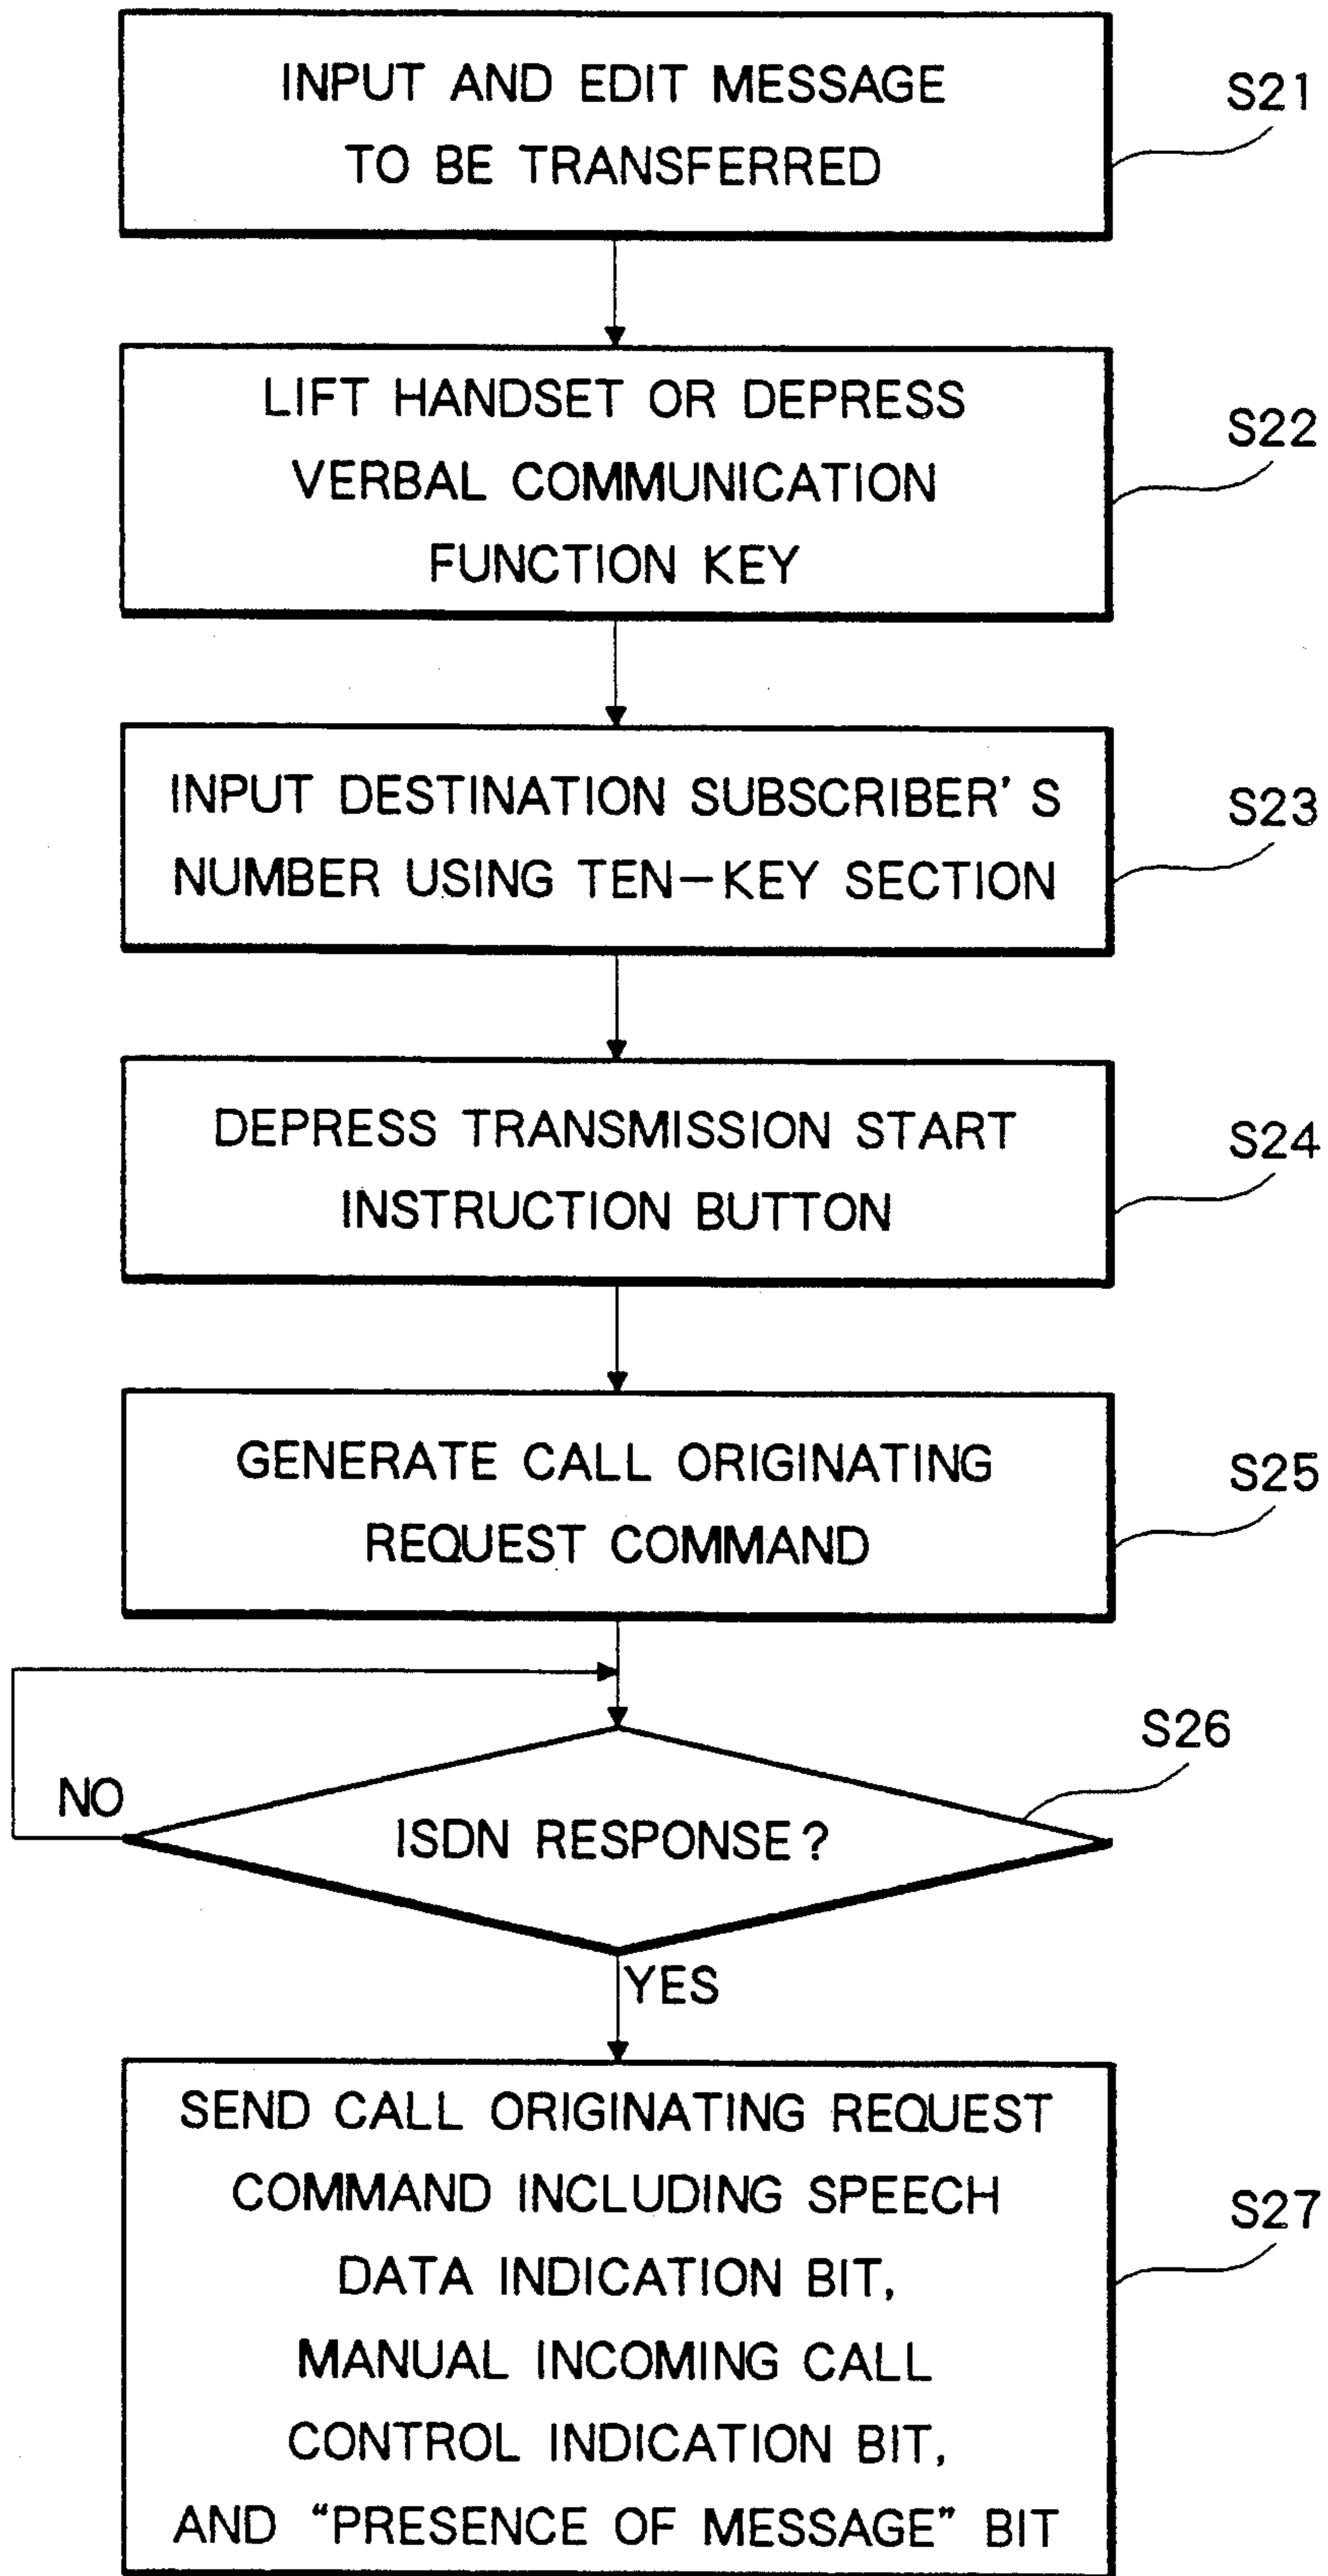 INPUT AND EDIT MESSAGE
TO BE TRANSFERRED
S21
LIFT HANDSET OR DEPRESS
VERBAL COMMUNICATION
FUNCTION KEY
S22
INPUT DESTINATION SUBSCRIBER'S
NUMBER USING TEN-KEY SECTION
S23
DEPRESS TRANSMISSION START
INSTRUCTION BUTTON
S24
GENERATE CALL ORIGINATING
REQUEST COMMAND
S25
S26
NO
ISDN RESPONSE?
YES
SEND CALL ORIGINATING REQUEST
COMMAND INCLUDING SPEECH
DATA INDICATION BIT,
MANUAL INCOMING CALL
CONTROL INDICATION BIT,
AND "PRESENCE OF MESSAGE" BIT
S27